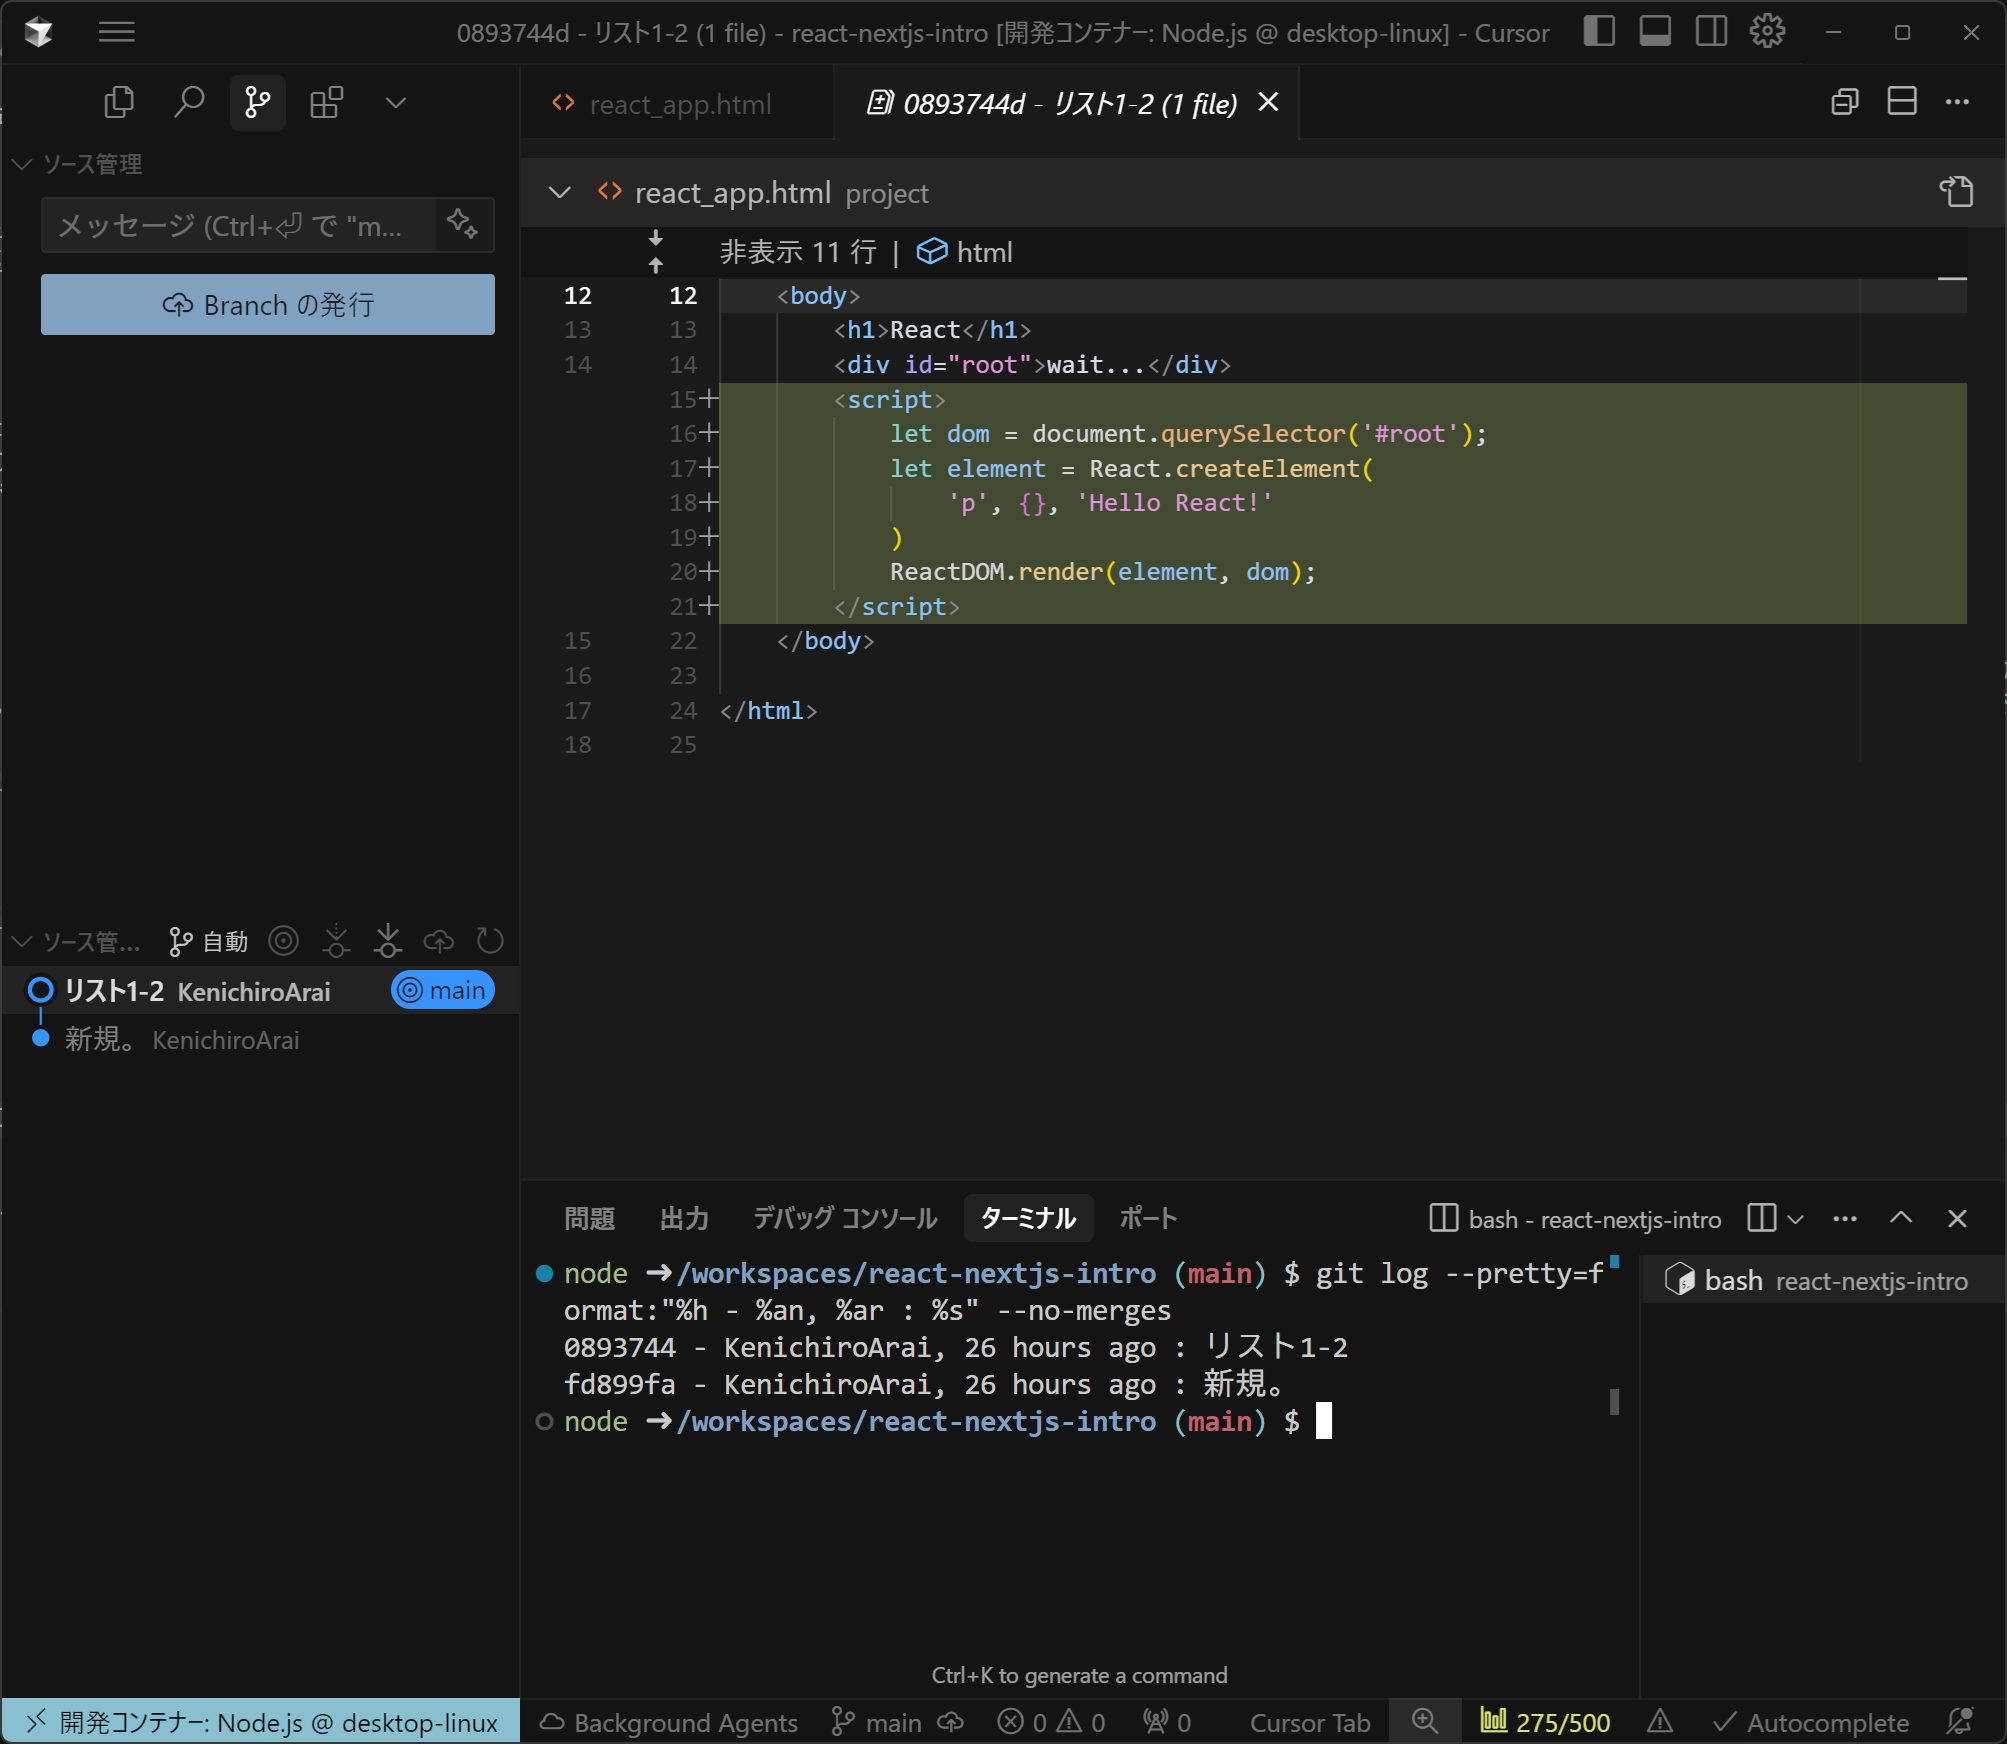 0893744d - リスト1-2 (1 file) - react-nextjs-intro [開発コンテナー: Node.js @ desktop-linux] - Cursor
react_app.html
0893744d - リスト1-2 (1 file)
ソース管理
メッセージ (Ctrl+⏎ で "m...
Branch の発行
react_app.html project
非表示 11 行 | html
12 12 <body>
13 13 <h1>React</h1>
14 14 <div id="root">wait...</div>
15+ <script>
16+ let dom = document.querySelector('#root');
17+ let element = React.createElement(
18+ 'p', {}, 'Hello React!'
19+ )
20+ ReactDOM.render(element, dom);
21+ </script>
15 22 </body>
16 23
17 24 </html>
18 25
ソース管... 自動
リスト1-2 KenichiroArai main
新規。 KenichiroArai
問題 出力 デバッグ コンソール ターミナル ポート
bash - react-nextjs-intro
node ➜/workspaces/react-nextjs-intro (main) $ git log --pretty=f
ormat:"%h - %an, %ar : %s" --no-merges
0893744 - KenichiroArai, 26 hours ago : リスト1-2
fd899fa - KenichiroArai, 26 hours ago : 新規。
node ➜/workspaces/react-nextjs-intro (main) $
bash react-nextjs-intro
Ctrl+K to generate a command
開発コンテナー: Node.js @ desktop-linux Background Agents main 0 0 0 Cursor Tab 275/500 Autocomplete